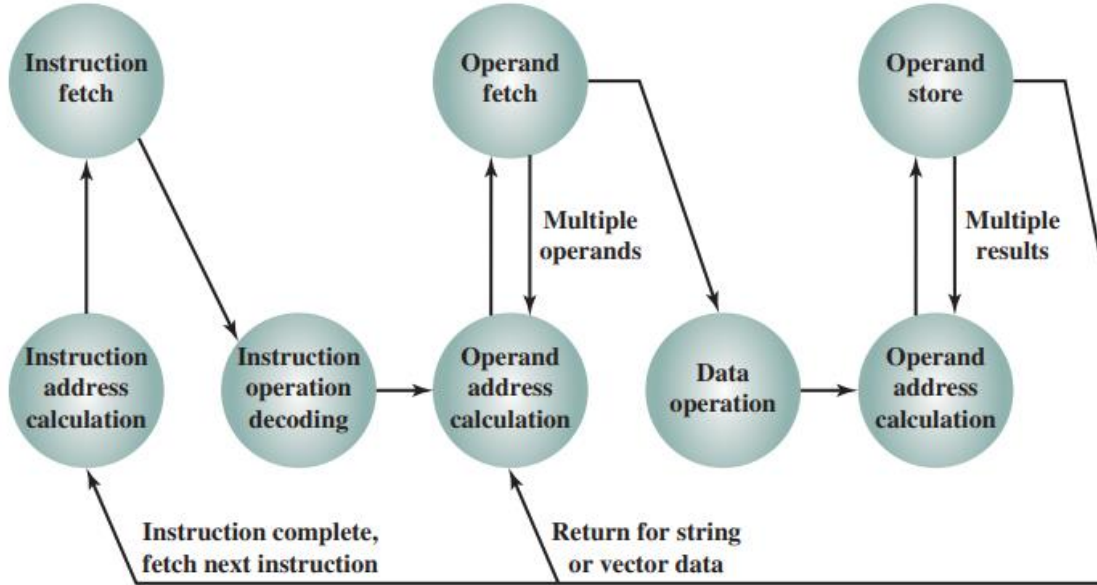 Instruction
fetch
Operand
fetch
Operand
store
Multiple
operands
Multiple
results
Instruction
address
calculation
Instruction
operation
decoding
Operand
address
calculation
Data
operation
Operand
address
calculation
Instruction complete,
fetch next instruction
Return for string
or vector data